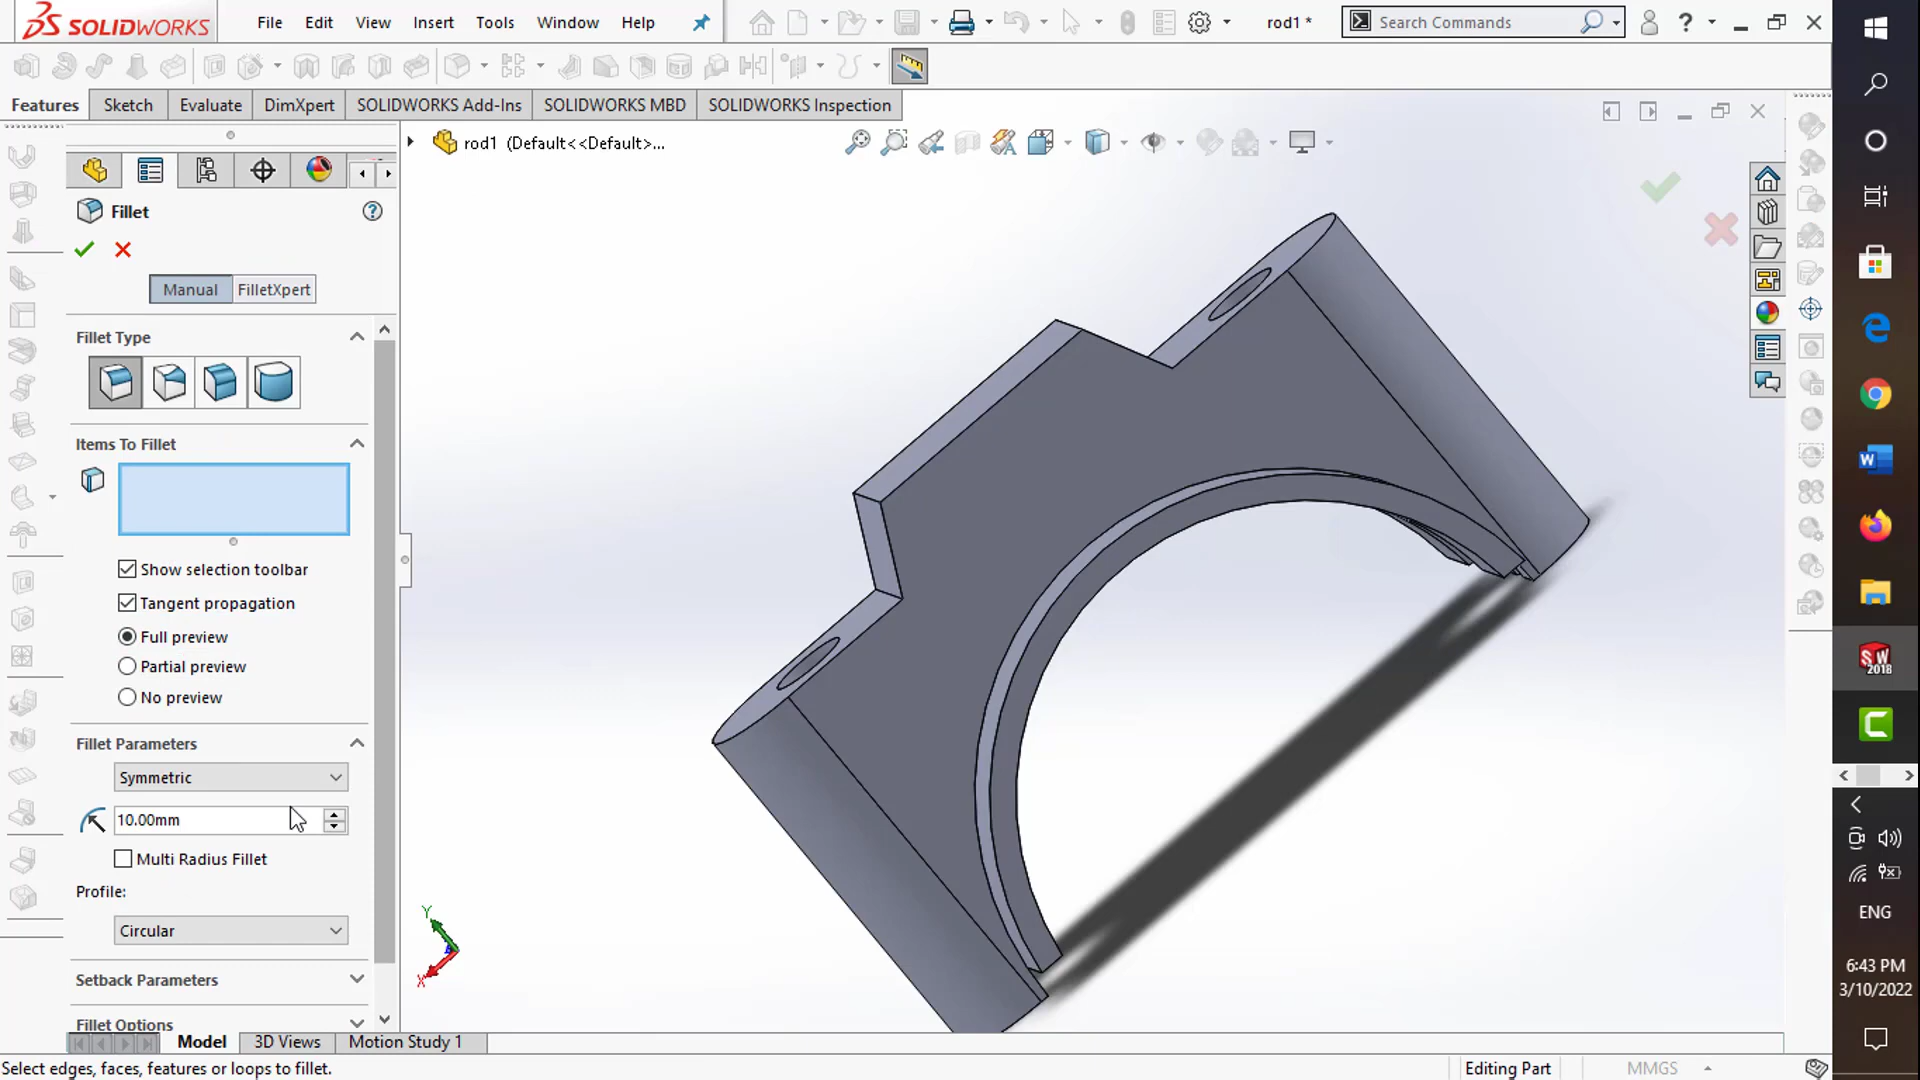 SOLIDWORKS
File Edit View Insert Tools Window Help
rod1 *
Search Commands
Features Sketch Evaluate DimXpert SOLIDWORKS Add-Ins SOLIDWORKS MBD SOLIDWORKS Inspection
rod1 (Default<<Default>...
Fillet
Manual FilletXpert
Fillet Type
Items To Fillet
Show selection toolbar
Tangent propagation
Full preview
Partial preview
No preview
Fillet Parameters
Symmetric
10.00mm
Multi Radius Fillet
Profile:
Circular
Setback Parameters
Fillet Options
Model 3D Views Motion Study 1
Select edges, faces, features or loops to fillet.
Editing Part
MMGS
Y
X
SW
2018
ENG
6:43 PM
3/10/2022